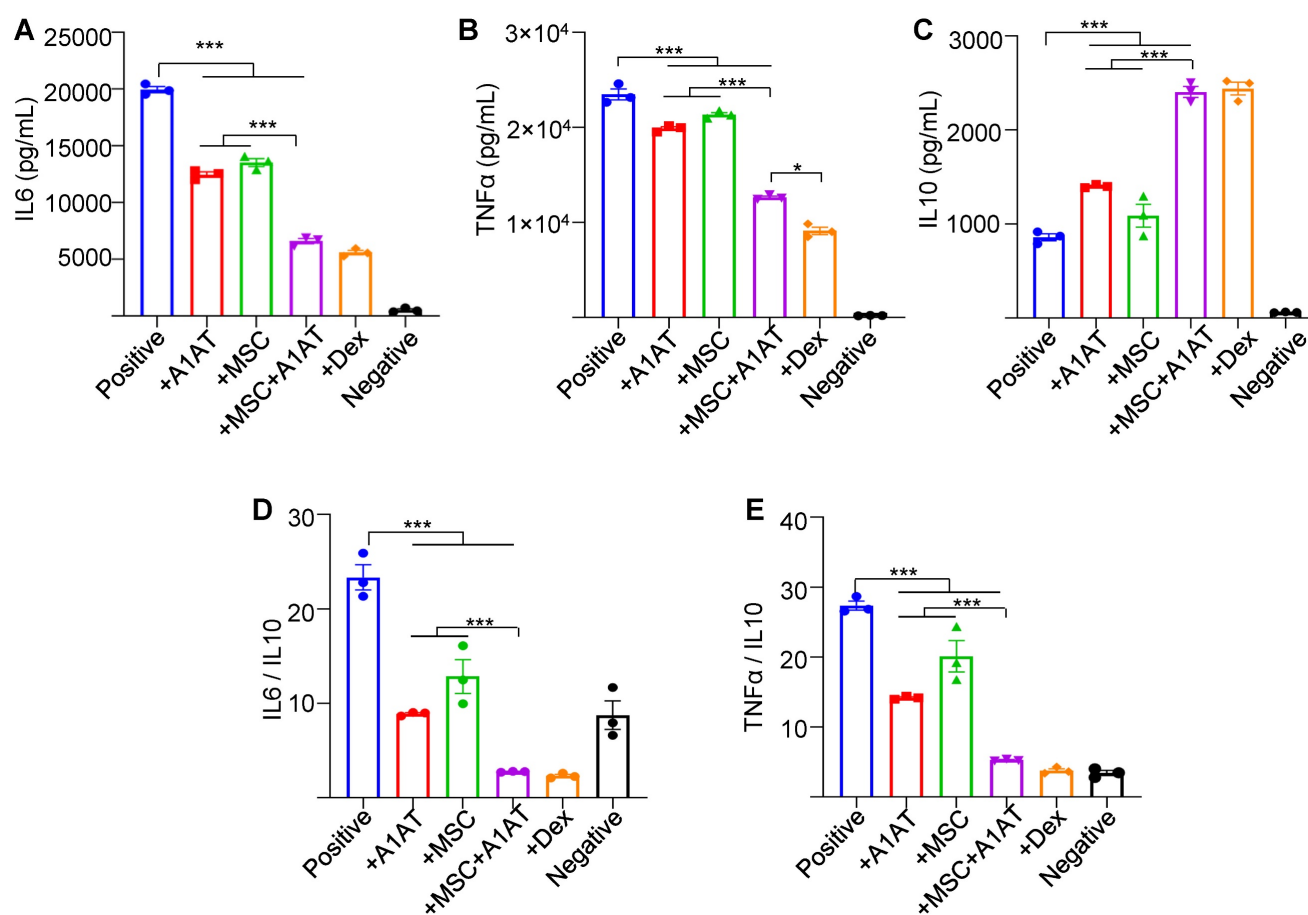 A
IL6 (pg/mL)
25000
20000
15000
10000
5000
***
***
Positive
+A1AT
+MSC
+MSC+A1AT
+Dex
Negative
B
TNFα (pg/mL)
3×10⁴
2×10⁴
1×10⁴
***
***
*
Positive
+A1AT
+MSC
+MSC+A1AT
+Dex
Negative
C
IL10 (pg/mL)
3000
2000
1000
***
***
Positive
+A1AT
+MSC
+MSC+A1AT
+Dex
Negative
D
IL6 / IL10
30
20
10
***
***
Positive
+A1AT
+MSC
+MSC+A1AT
+Dex
Negative
E
TNFα / IL10
40
30
20
10
***
***
Positive
+A1AT
+MSC
+MSC+A1AT
+Dex
Negative